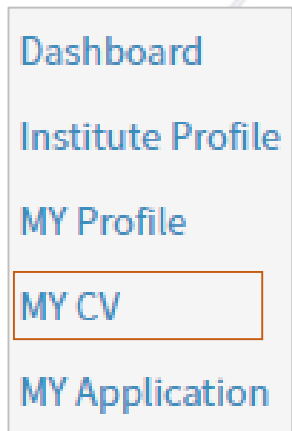 Dashboard
Institute Profile
MY Profile
MY CV
MY Application